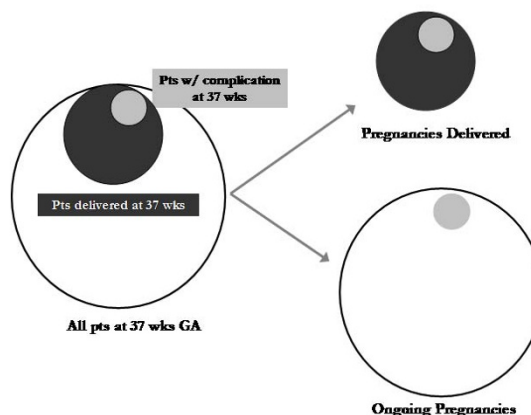 Pts w/ complication
at 37 wks
Pts delivered at 37 wks
All pts at 37 wks GA
Pregnancies Delivered
Ongoing Pregnancies